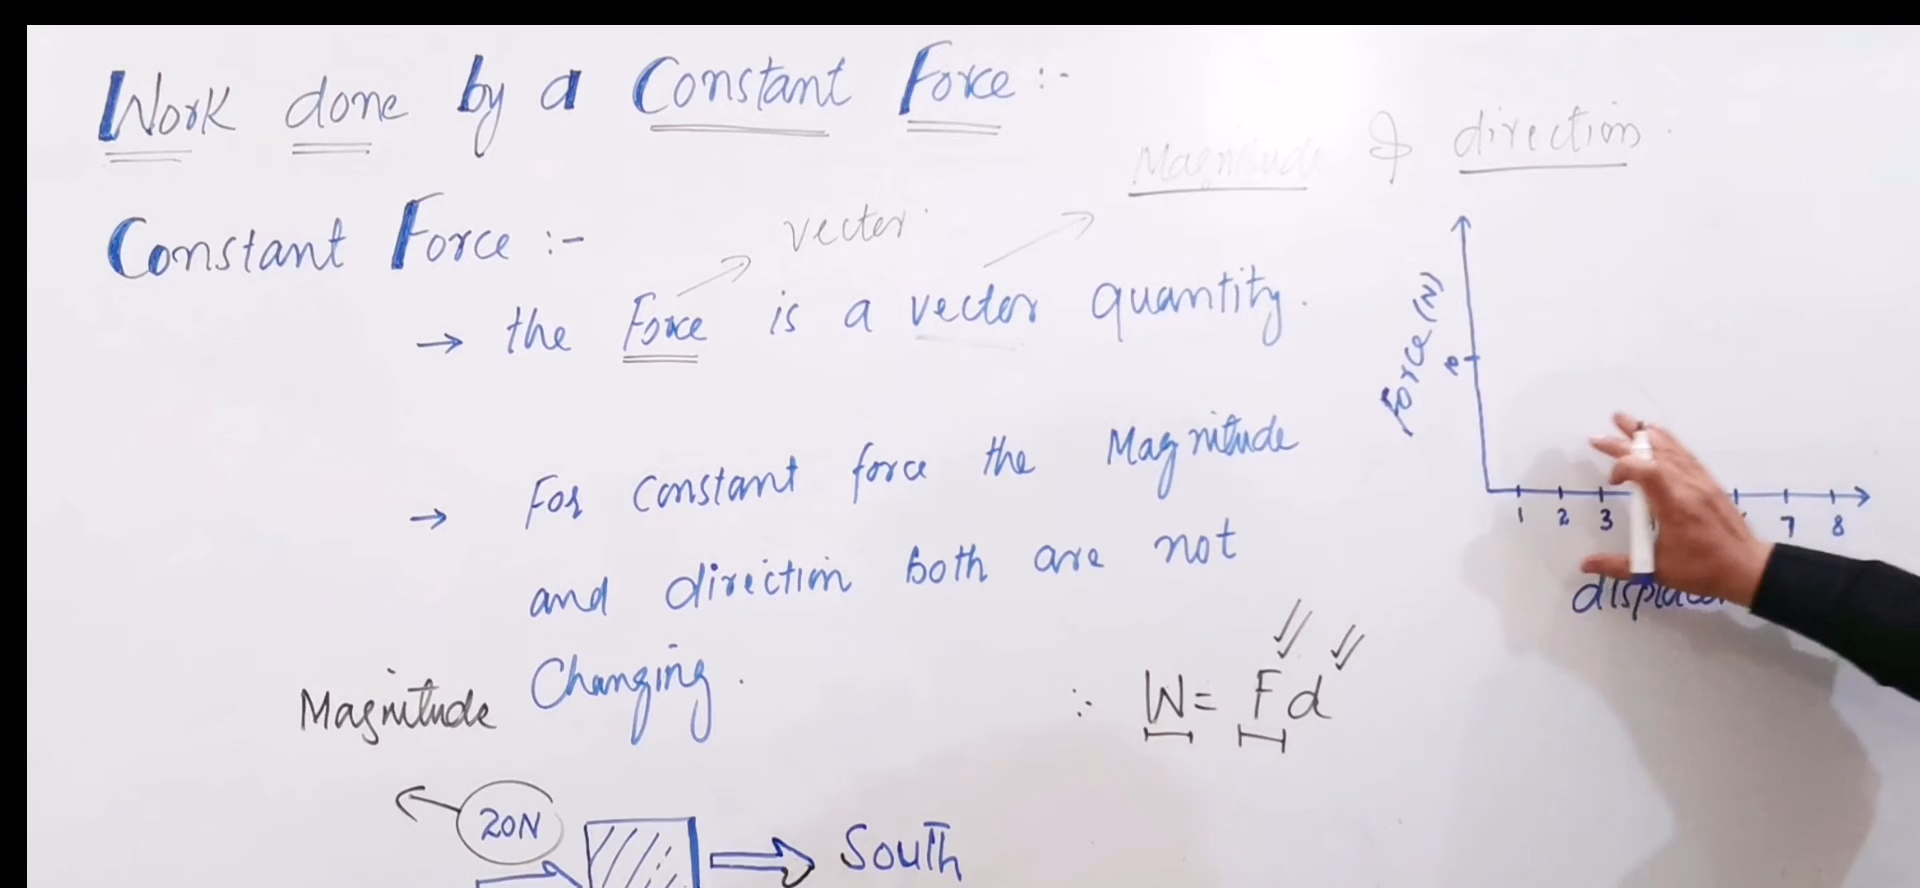 Work done by a Constant Force :-
Magnitude & direction.
Constant Force :-
vector.
→ the Force is a vector quantity.
Force (N)
→ For Constant force the Magnitude
and direction both are not
Changing.
1 2 3 7 8
Magnitude
∴ W = Fd
20N
South